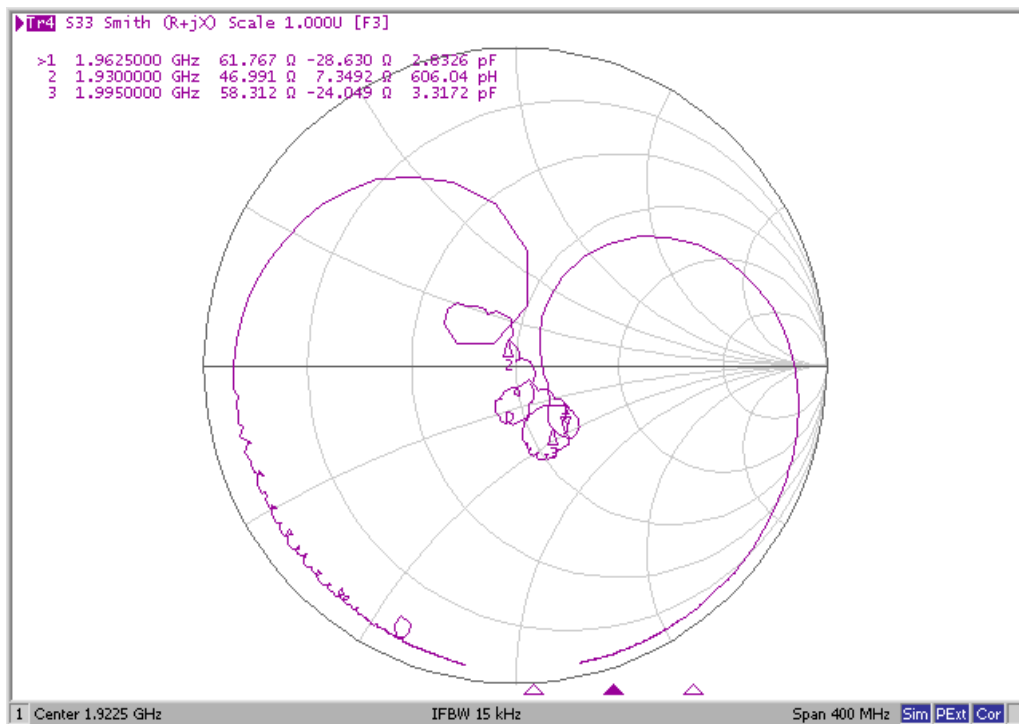 Tr4 S33 Smith (R+jX) Scale 1.000U [F3]
>1 1.9625000 GHz 61.767 Ω -28.630 Ω 2.8326 pF
2 1.9300000 GHz 46.991 Ω 7.3492 Ω 606.04 pH
3 1.9950000 GHz 58.312 Ω -24.049 Ω 3.3172 pF
2
1 Center 1.9225 GHz IFBW 15 kHz Span 400 MHz Sim PExt Cor